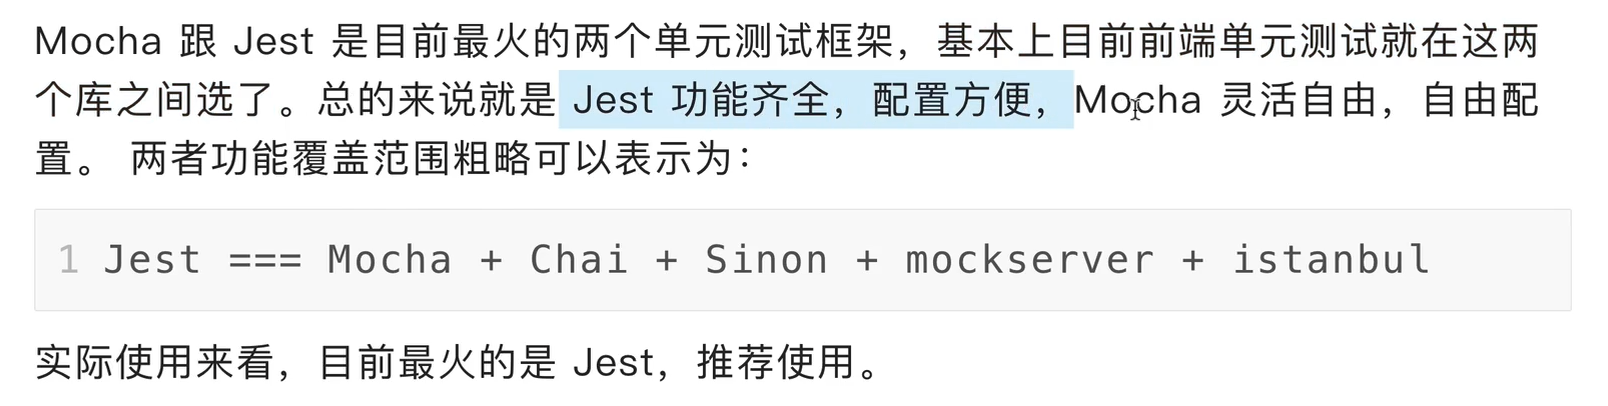 Mocha 跟 Jest 是目前最火的两个单元测试框架，基本上目前前端单元测试就在这两
个库之间选了。总的来说就是 Jest 功能齐全，配置方便，Mocha 灵活自由，自由配
置。 两者功能覆盖范围粗略可以表示为：
1 Jest === Mocha + Chai + Sinon + mockserver + istanbul
实际使用来看，目前最火的是 Jest，推荐使用。